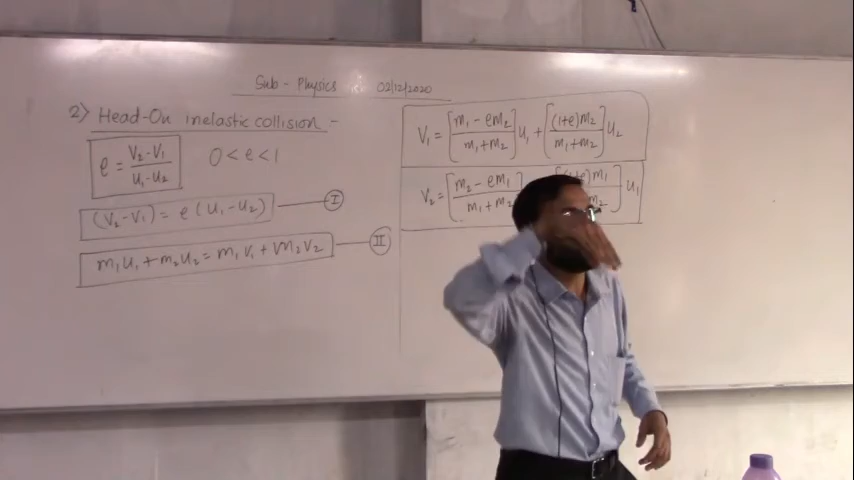 Sub - Physics 02/12/2020
2) Head-On inelastic collision -
e = (V₂-V₁)/(U₁-U₂) 0<e<1
(V₂-V₁) = e (U₁-U₂) — I
m₁U₁+m₂U₂ = m₁V₁+m₂V₂ — II
V₁ = [(m₁ - em₂)/(m₁+m₂)] U₁ + [((1+e)m₂)/(m₁+m₂)] U₂
V₂ = [(m₂ - em₁)/(m₁+m₂ e)m₁/m₂] U₁